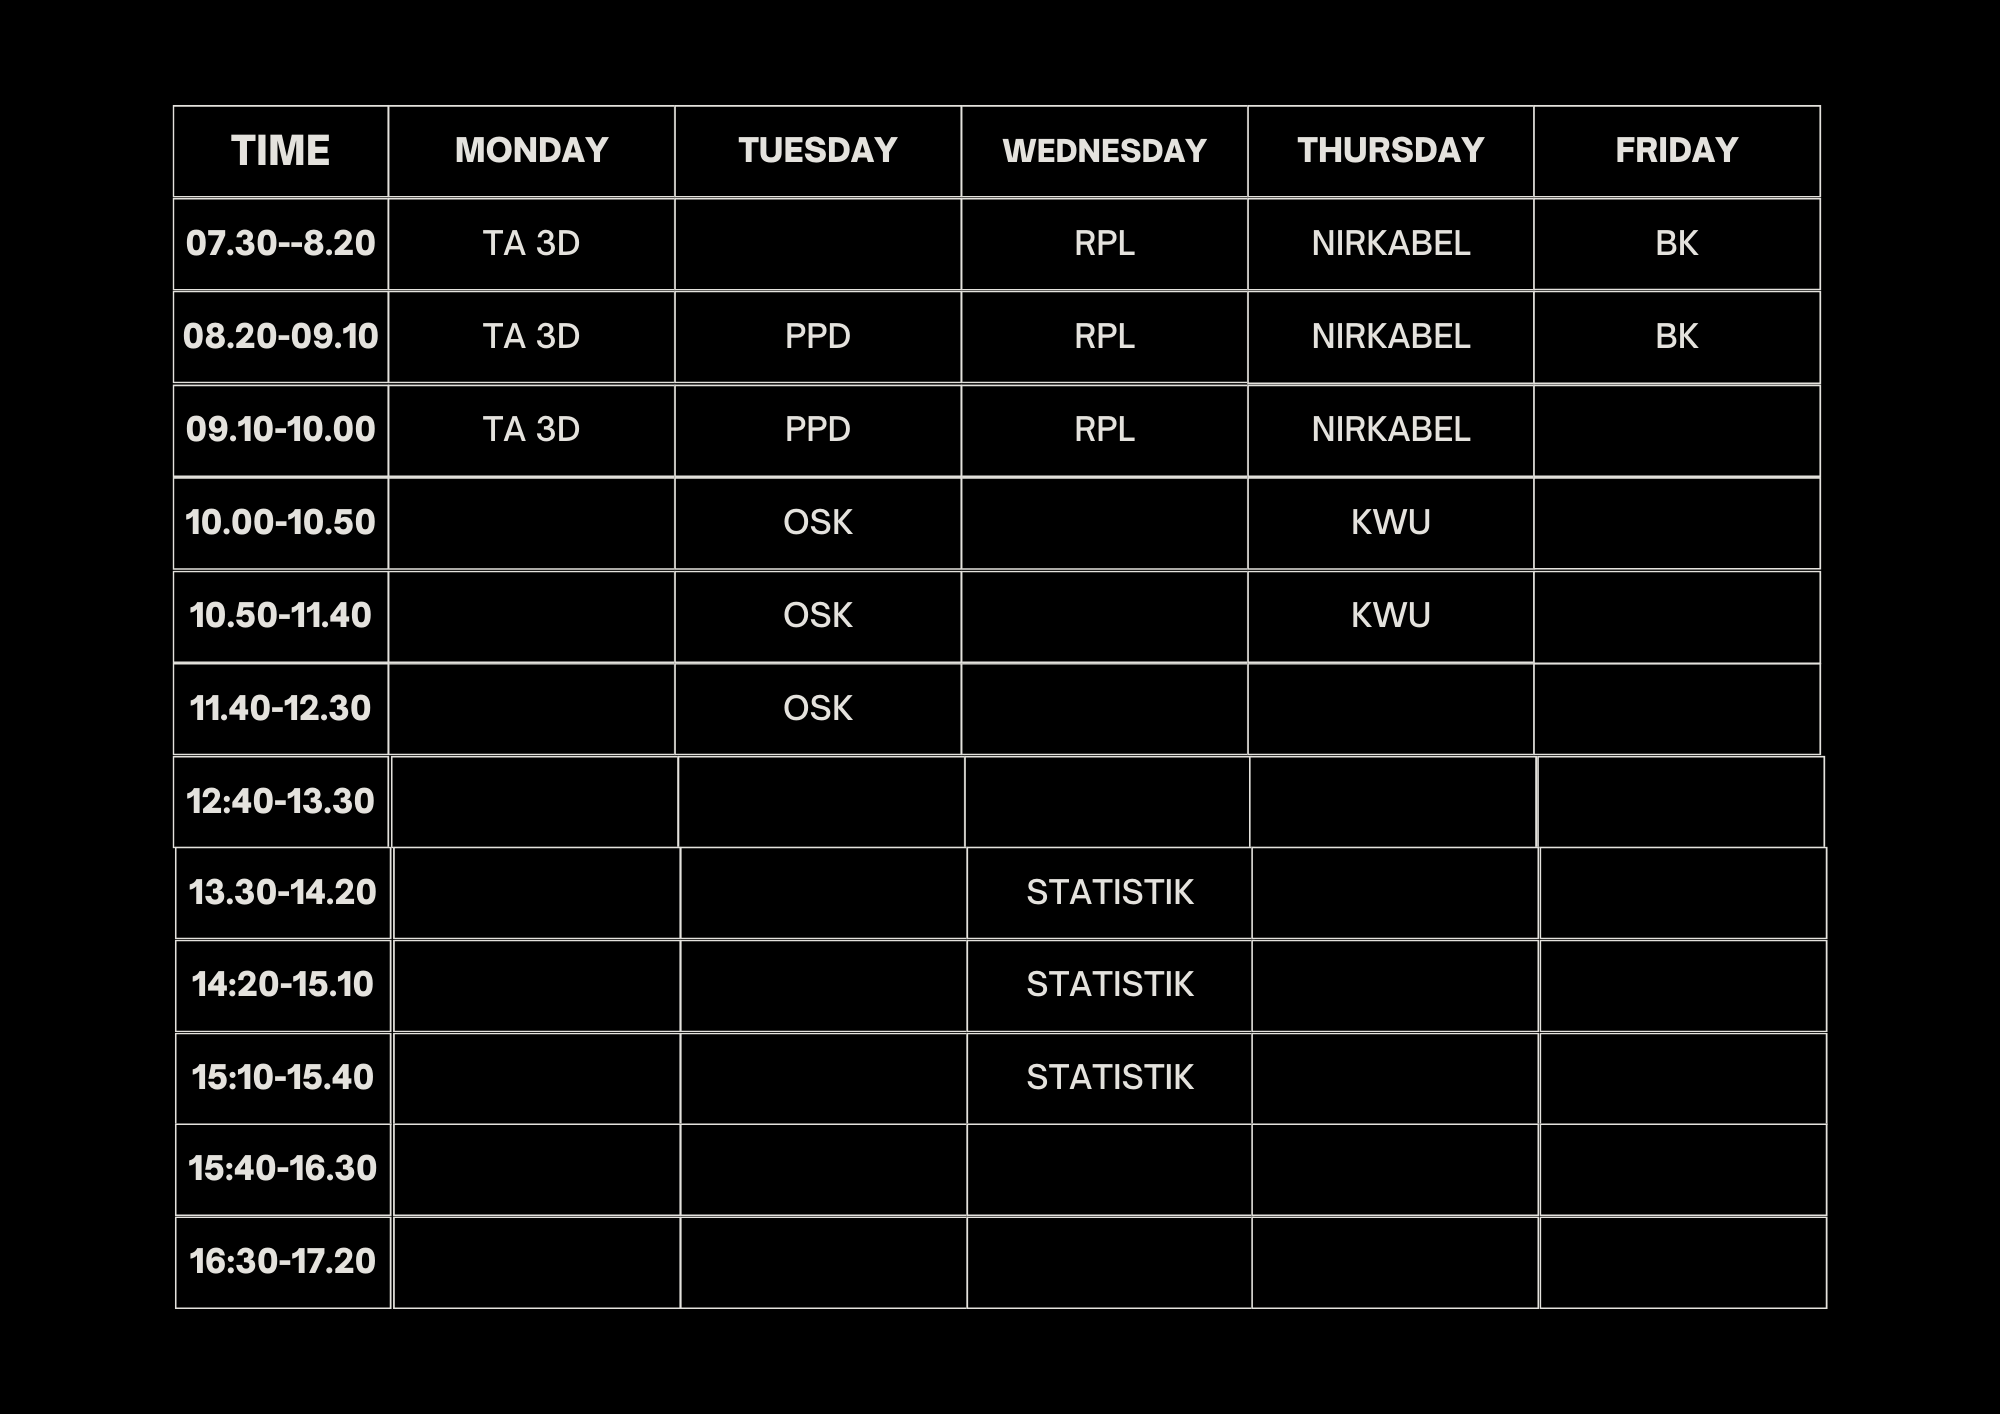 TIME MONDAY TUESDAY WEDNESDAY THURSDAY FRIDAY
07.30--8.20 TA 3D RPL NIRKABEL BK
08.20-09.10 TA 3D PPD RPL NIRKABEL BK
09.10-10.00 TA 3D PPD RPL NIRKABEL
10.00-10.50 OSK KWU
10.50-11.40 OSK KWU
11.40-12.30 OSK
12:40-13.30
13.30-14.20 STATISTIK
14:20-15.10 STATISTIK
15:10-15.40 STATISTIK
15:40-16.30
16:30-17.20